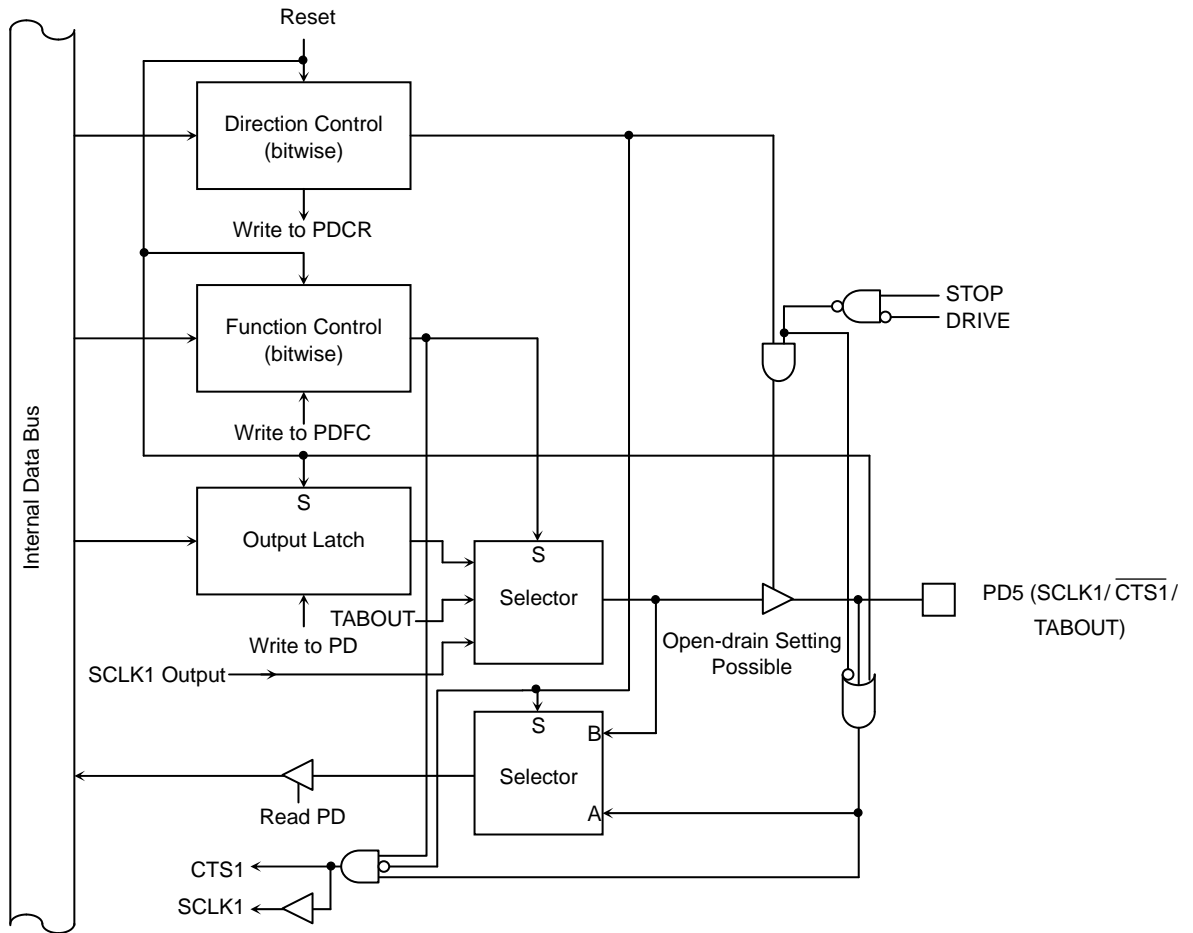 Reset
Direction Control
(bitwise)
Write to PDCR
STOP
DRIVE
Function Control
(bitwise)
Write to PDFC
Internal Data Bus
S
Output Latch
S
Selector
TABOUT
Write to PD
SCLK1 Output
PD5 (SCLK1/ C̅T̅S̅1̅/
TABOUT)
Open-drain Setting
Possible
S
B
Selector
A
Read PD
CTS1
SCLK1